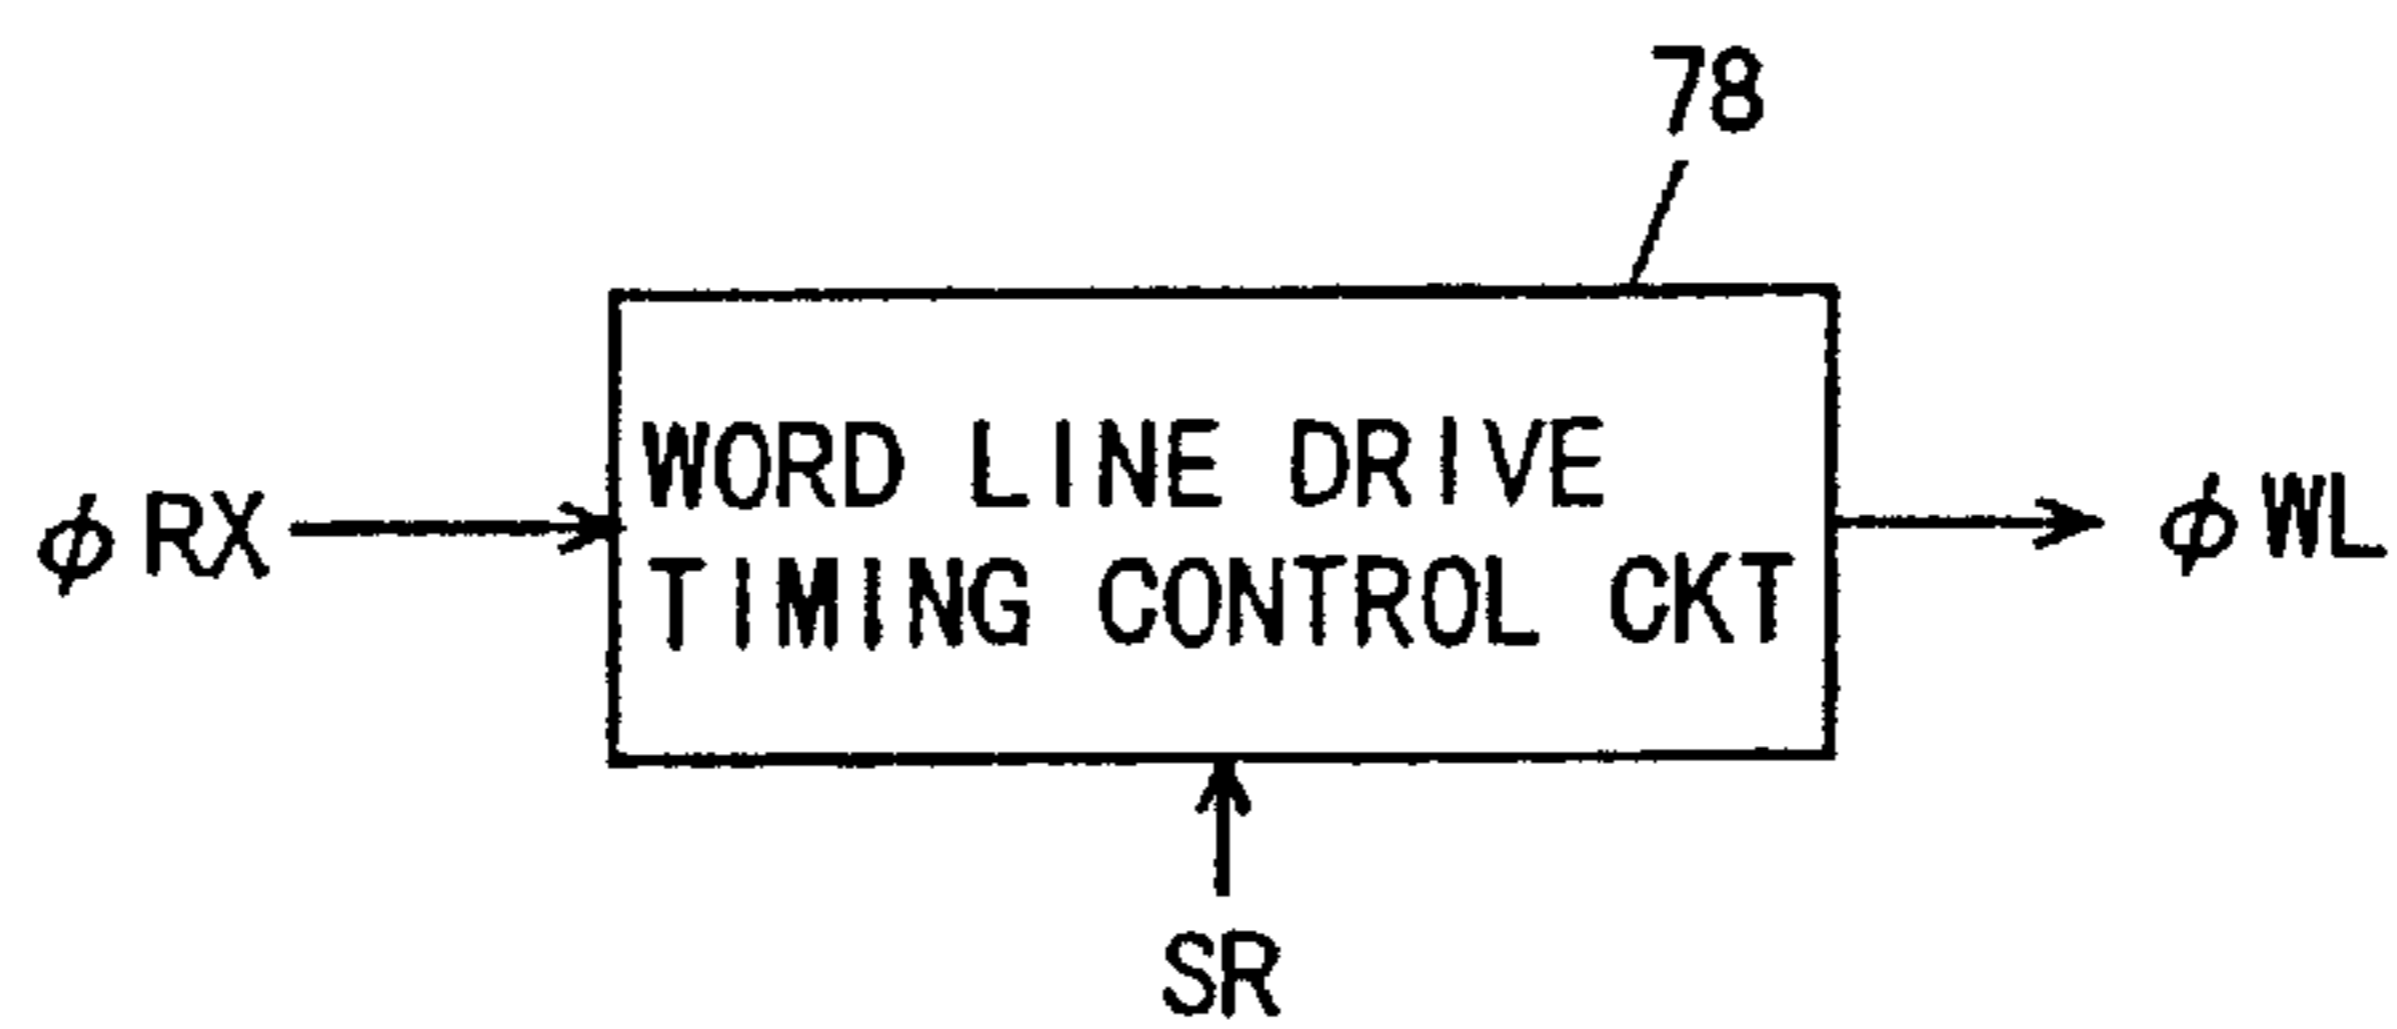 78
WORD LINE DRIVE
TIMING CONTROL CKT
φRX
φWL
SR